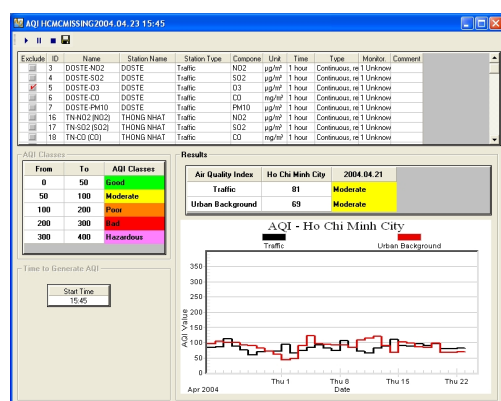 AQI HCMCMISSING2004.04.23 15:45
Exclude ID Name Station Name Station Type Compone Unit Time Type Monitor. Comment
3 DOSTE-NO2 DOSTE Traffic NO2 µg/m³ 1 hour Continuous, rei 1 Unknow
4 DOSTE-SO2 DOSTE Traffic SO2 µg/m³ 1 hour Continuous, rei 1 Unknow
5 DOSTE-O3 DOSTE Traffic O3 µg/m³ 1 hour Continuous, rei 1 Unknow
6 DOSTE-CO DOSTE Traffic CO mg/m³ 1 hour Continuous, rei 1 Unknow
7 DOSTE-PM10 DOSTE Traffic PM10 µg/m³ 1 hour Continuous, rei 1 Unknow
16 TN-NO2 (NO2) THONG NHAT Traffic NO2 µg/m³ 1 hour Continuous, rei 1 Unknow
17 TN-SO2 (SO2) THONG NHAT Traffic SO2 µg/m³ 1 hour Continuous, rei 1 Unknow
18 TN-CO (CO) THONG NHAT Traffic CO mg/m³ 1 hour Continuous, rei 1 Unknow
AQI Classes
From To AQI Classes
0 50 Good
50 100 Moderate
100 200 Poor
200 300 Bad
300 400 Hazardous
Time to Generate AQI
Start Time
15:45
Results
Air Quality Index Ho Chi Minh City 2004.04.21
Traffic 81 Moderate
Urban Background 69 Moderate
AQI - Ho Chi Minh City
Traffic Urban Background
AQI Value
350
300
250
200
150
100
50
0
Thu 1 Thu 8 Thu 15 Thu 22
Apr 2004 Date